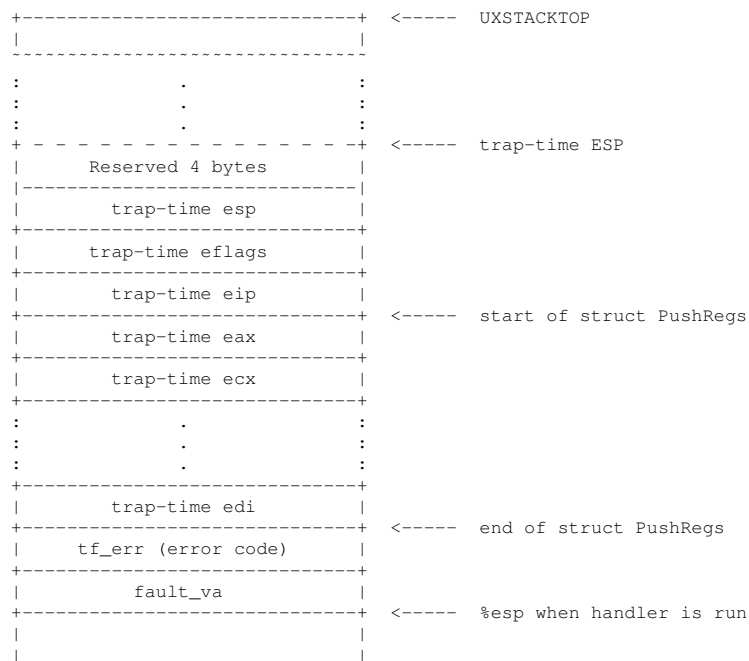 +------------------------------+ <----- UXSTACKTOP
|                              |
~~~~~~~~~~~~~~~~~~~~~~~~~~~~~~~~
:              .               :
:              .               :
:              .               :
+ - - - - - - - - - - - - - - -+ <----- trap-time ESP
|       Reserved 4 bytes       |
|------------------------------|
|        trap-time esp         |
+------------------------------+
|       trap-time eflags       |
+------------------------------+
|        trap-time eip         |
+------------------------------+ <----- start of struct PushRegs
|        trap-time eax         |
+------------------------------+
|        trap-time ecx         |
+------------------------------+
:              .               :
:              .               :
:              .               :
+------------------------------+
|        trap-time edi         |
+------------------------------+ <----- end of struct PushRegs
|     tf_err (error code)      |
+------------------------------+
|           fault_va           |
+------------------------------+ <----- %esp when handler is run
|                              |
|                              |